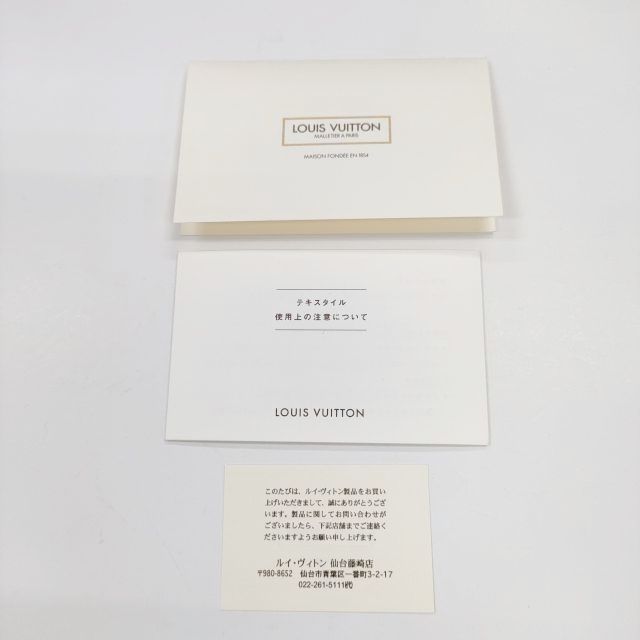 LOUIS VUITTON
MALLETIER A PARIS
MAISON FONDÉE EN 1854
テキスタイル
使用上の注意について
LOUIS VUITTON
このたびは、ルイ・ヴィトン製品をお買い
上げいただきまして、誠にありがとうござ
います。製品に関してお問い合わせが
ございましたら、下記店舗までご連絡く
ださいますようお願い申し上げます。
ルイ・ヴィトン 仙台藤崎店
〒980-8652 仙台市青葉区一番町3-2-17
022-261-5111㈹